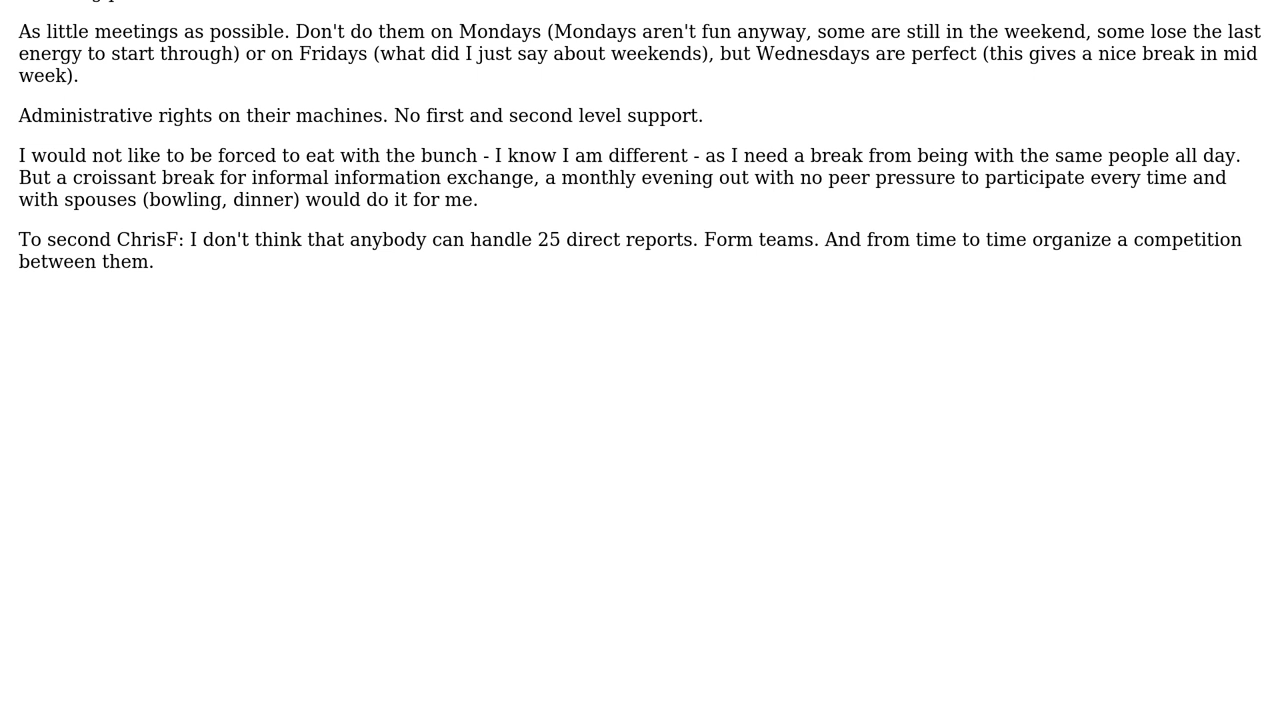 As little meetings as possible. Don't do them on Mondays (Mondays aren't fun anyway, some are still in the weekend, some lose the last
energy to start through) or on Fridays (what did I just say about weekends), but Wednesdays are perfect (this gives a nice break in mid
week).
Administrative rights on their machines. No first and second level support.
I would not like to be forced to eat with the bunch - I know I am different - as I need a break from being with the same people all day.
But a croissant break for informal information exchange, a monthly evening out with no peer pressure to participate every time and
with spouses (bowling, dinner) would do it for me.
To second ChrisF: I don't think that anybody can handle 25 direct reports. Form teams. And from time to time organize a competition
between them.